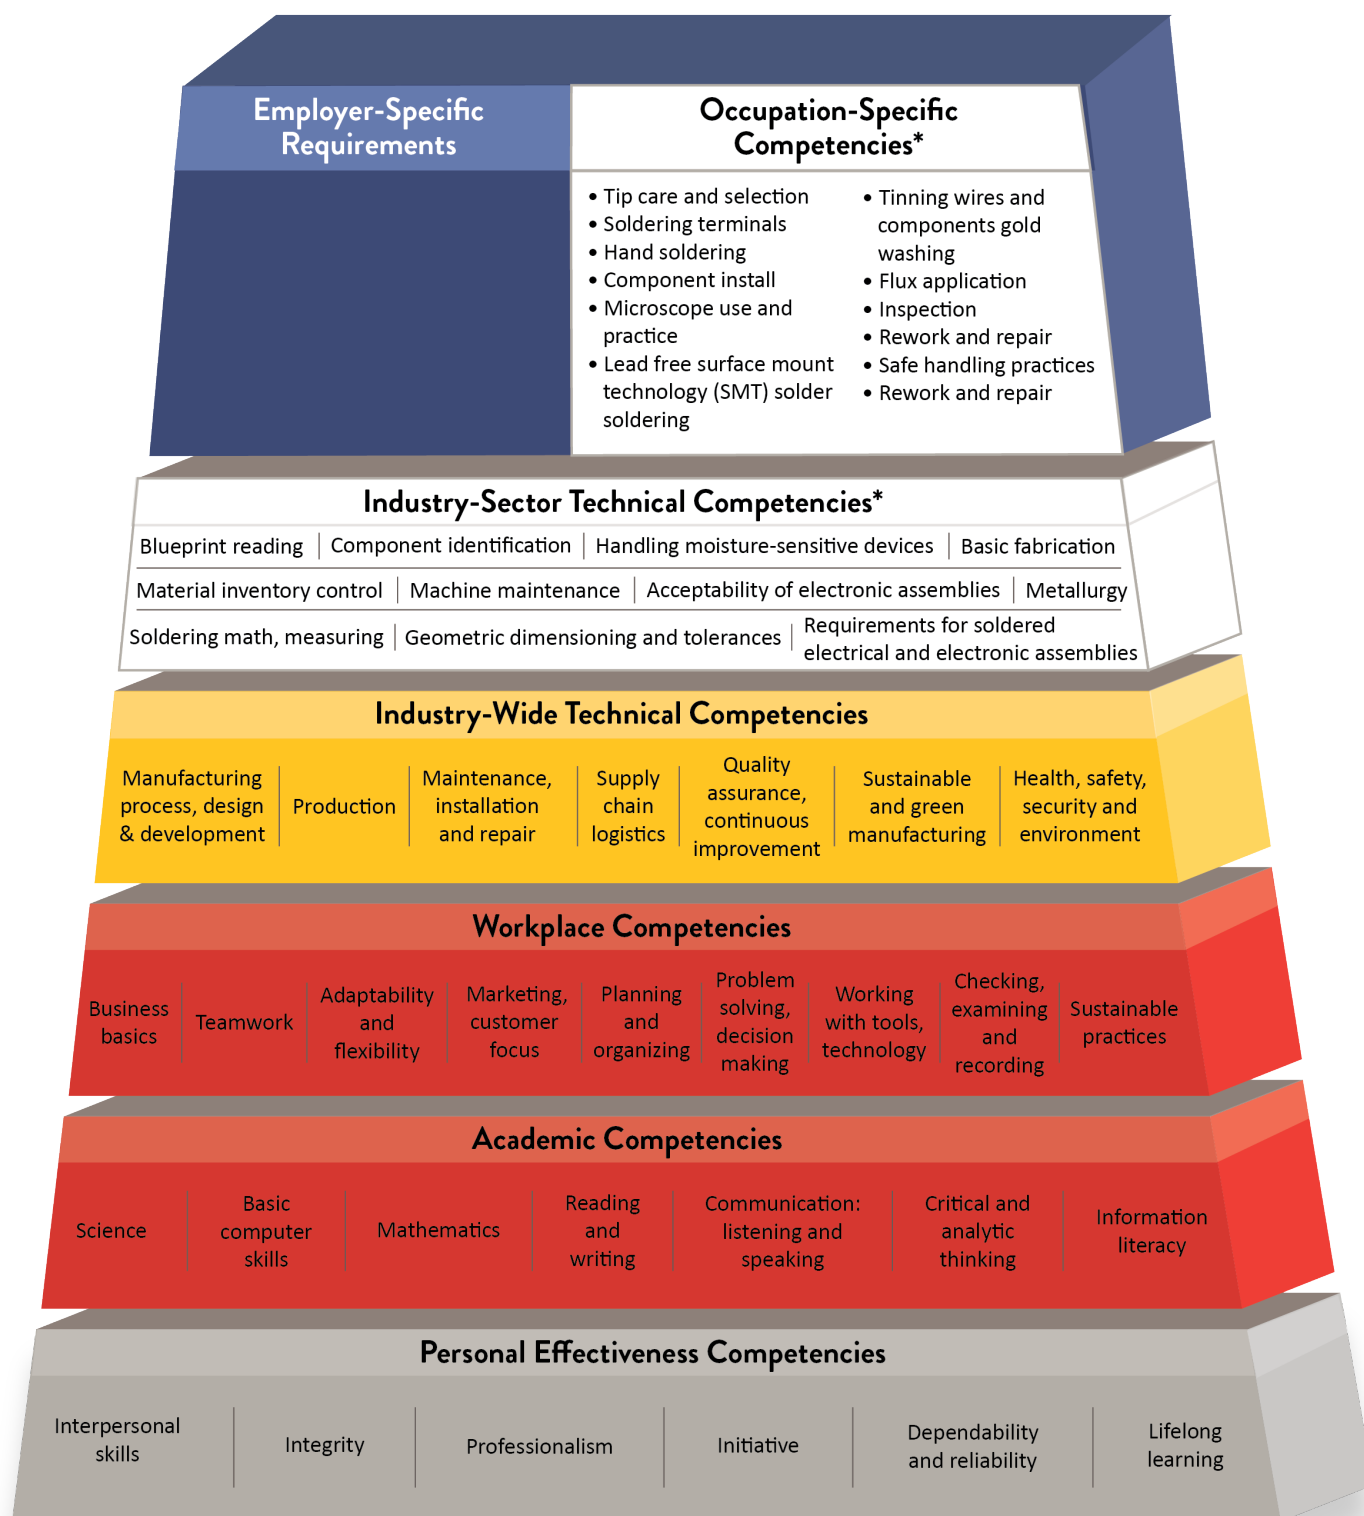 Employer-Specific
Requirements
Occupation-Specific
Competencies*
• Tip care and selection
• Soldering terminals
• Hand soldering
• Component install
• Microscope use and
practice
• Lead free surface mount
technology (SMT) solder
soldering
• Tinning wires and
components gold
washing
• Flux application
• Inspection
• Rework and repair
• Safe handling practices
• Rework and repair
Industry-Sector Technical Competencies*
Blueprint reading
Component identification
Handling moisture-sensitive devices
Basic fabrication
Material inventory control
Machine maintenance
Acceptability of electronic assemblies
Metallurgy
Soldering math, measuring
Geometric dimensioning and tolerances
Requirements for soldered
electrical and electronic assemblies
Industry-Wide Technical Competencies
Manufacturing
process, design
& development
Production
Maintenance,
installation
and repair
Supply
chain
logistics
Quality
assurance,
continuous
improvement
Sustainable
and green
manufacturing
Health, safety,
security and
environment
Workplace Competencies
Business
basics
Teamwork
Adaptability
and
flexibility
Marketing,
customer
focus
Planning
and
organizing
Problem
solving,
decision
making
Working
with tools,
technology
Checking,
examining
and
recording
Sustainable
practices
Academic Competencies
Science
Basic
computer
skills
Mathematics
Reading
and
writing
Communication:
listening and
speaking
Critical and
analytic
thinking
Information
literacy
Personal Effectiveness Competencies
Interpersonal
skills
Integrity
Professionalism
Initiative
Dependability
and reliability
Lifelong
learning